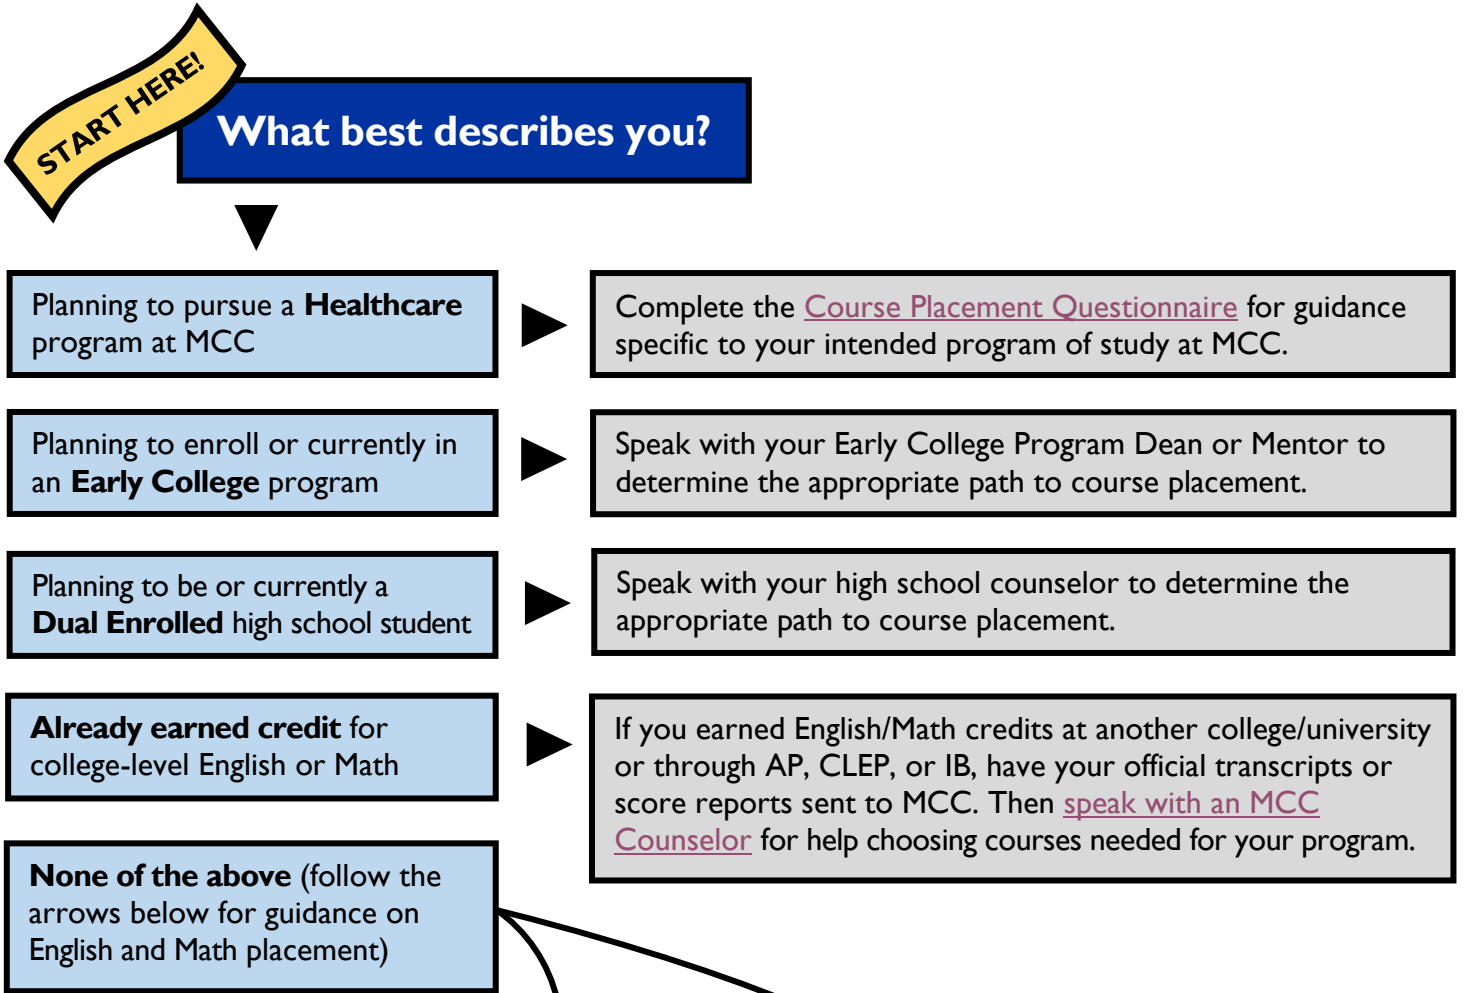 START HERE!
What best describes you?
Planning to pursue a Healthcare
program at MCC
Complete the Course Placement Questionnaire for guidance
specific to your intended program of study at MCC.
Planning to enroll or currently in
an Early College program
Speak with your Early College Program Dean or Mentor to
determine the appropriate path to course placement.
Planning to be or currently a
Dual Enrolled high school student
Speak with your high school counselor to determine the
appropriate path to course placement.
Already earned credit for
college-level English or Math
If you earned English/Math credits at another college/university
or through AP, CLEP, or IB, have your official transcripts or
score reports sent to MCC. Then speak with an MCC
Counselor for help choosing courses needed for your program.
None of the above (follow the
arrows below for guidance on
English and Math placement)